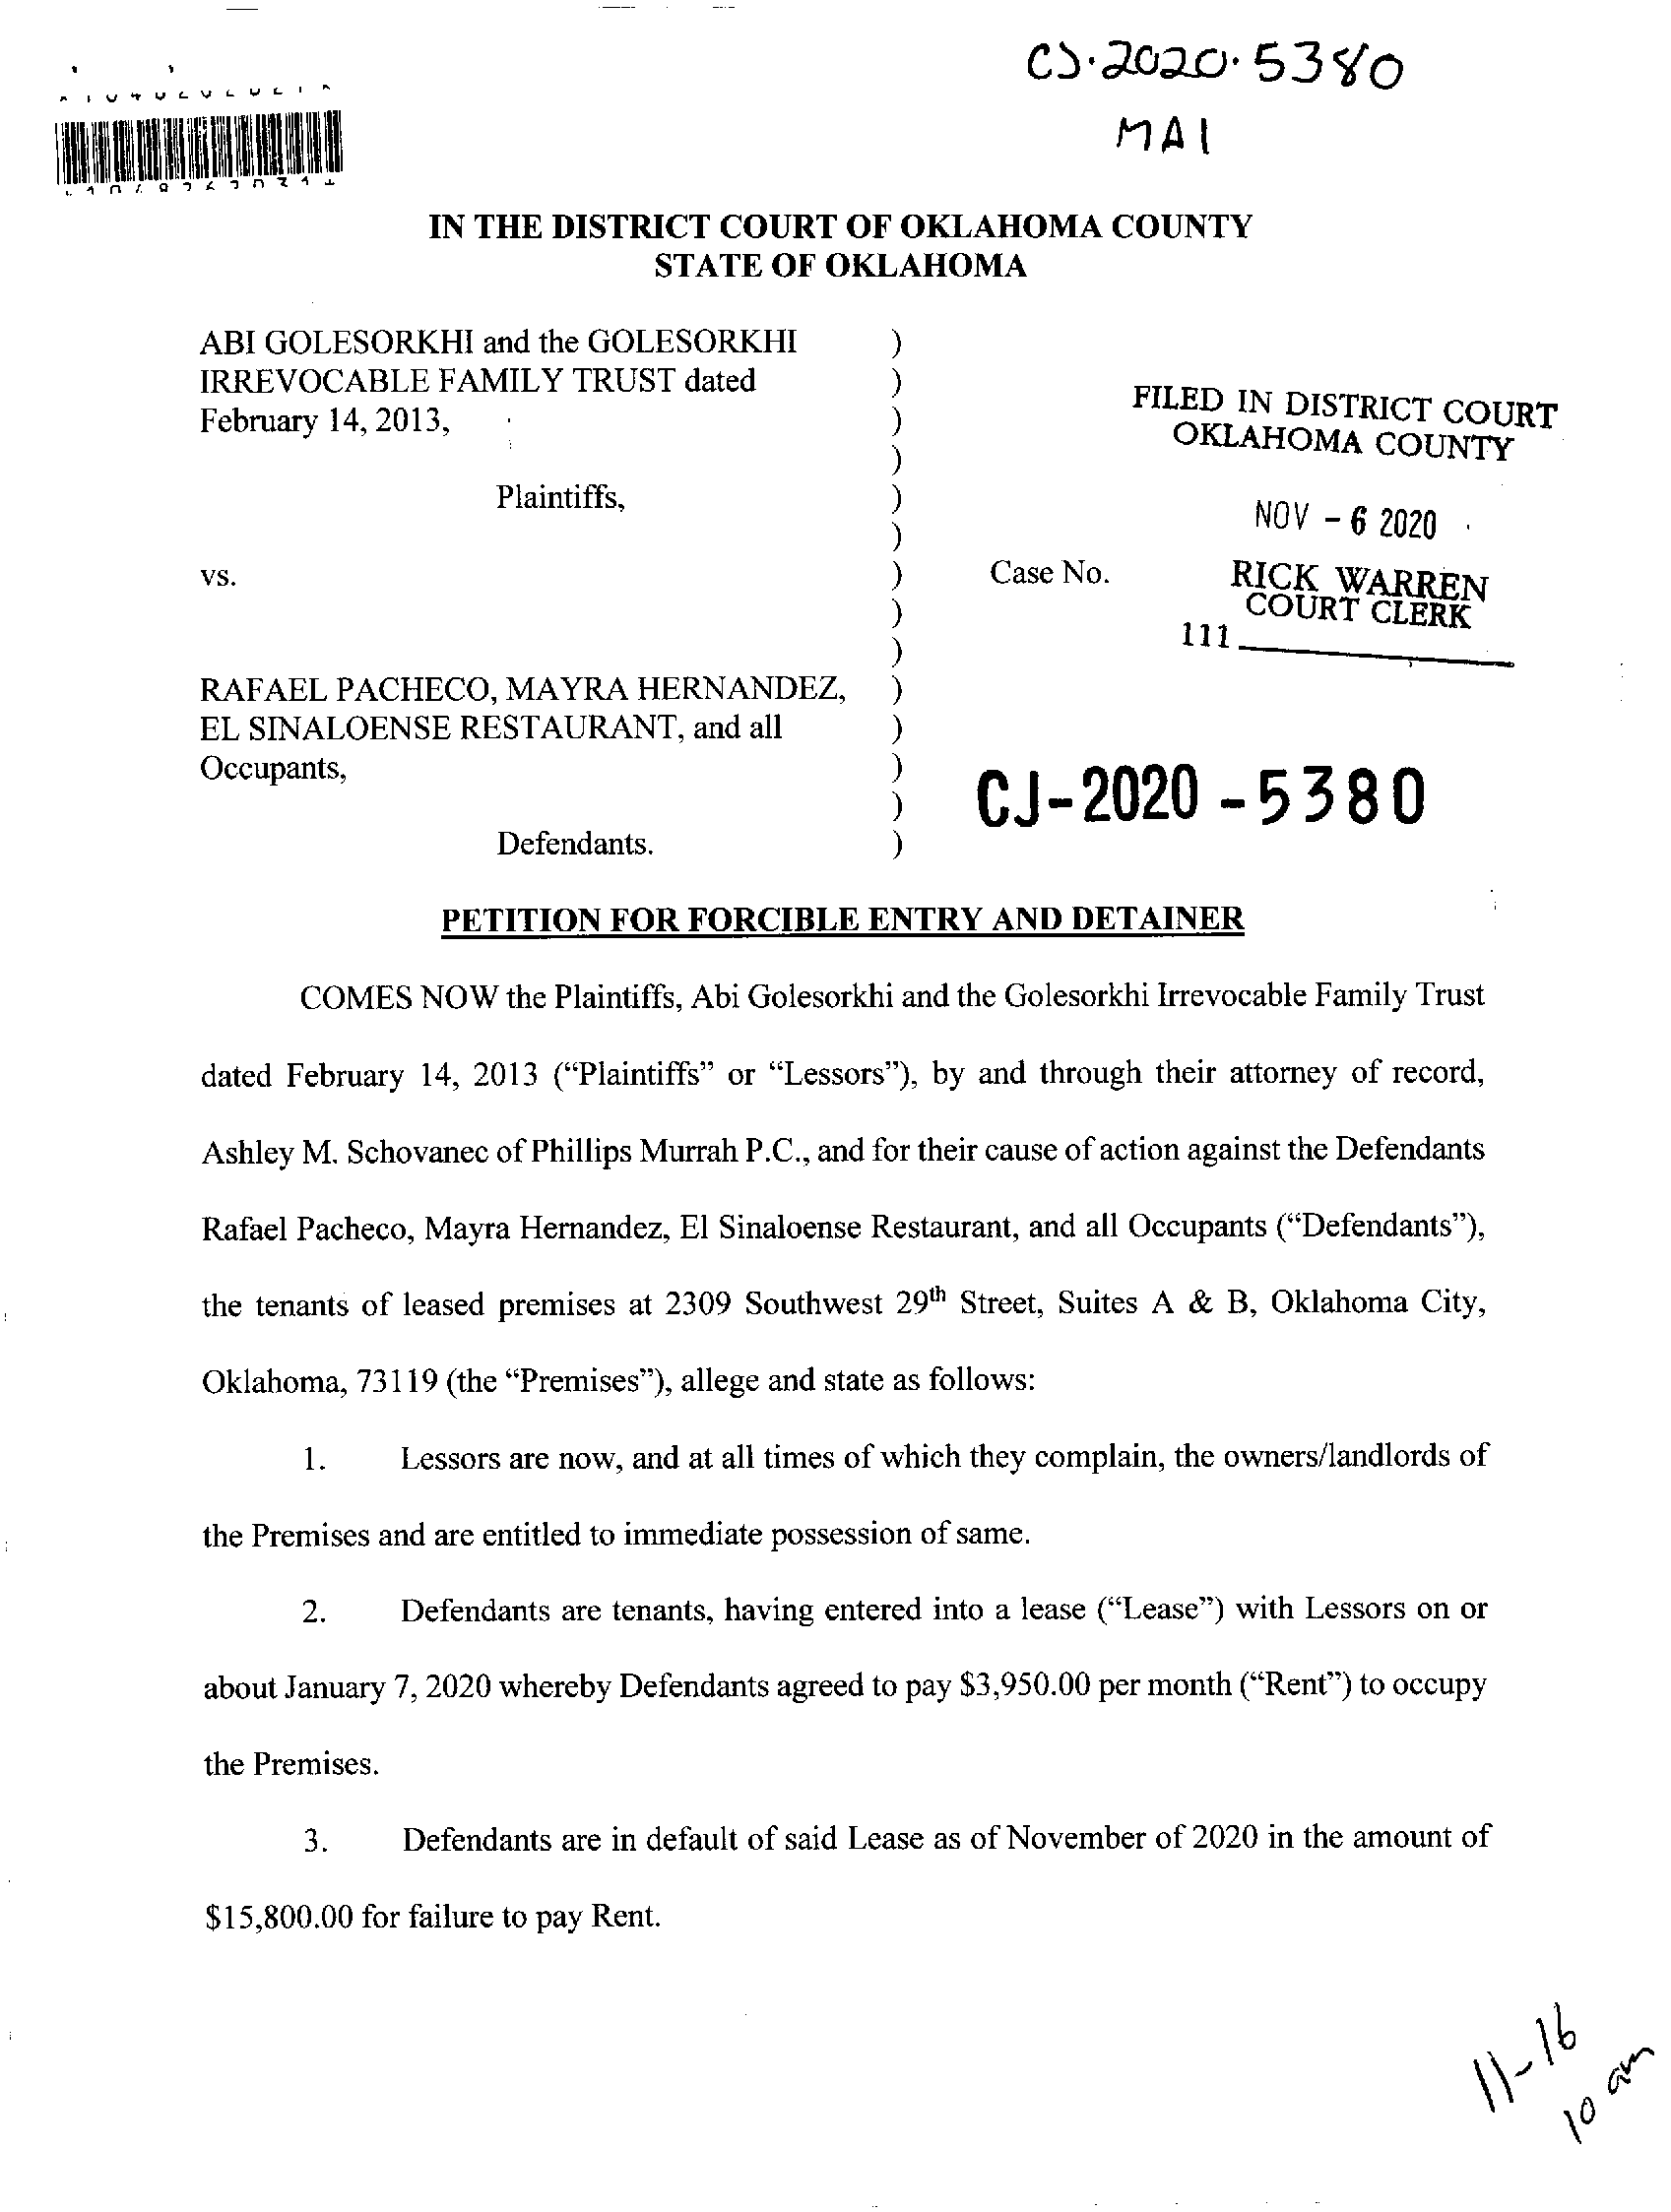 CJ-2020-5380
MAI
IN THE DISTRICT COURT OF OKLAHOMA COUNTY
STATE OF OKLAHOMA
ABI GOLESORKHI and the GOLESORKHI )
IRREVOCABLE FAMILY TRUST dated )
February 14, 2013, )
)
Plaintiffs, )
)
vs. )
)
)
RAFAEL PACHECO, MAYRA HERNANDEZ, )
EL SINALOENSE RESTAURANT, and all )
Occupants, )
)
Defendants. )
FILED IN DISTRICT COURT
OKLAHOMA COUNTY
NOV - 6 2020
Case No.
RICK WARREN
COURT CLERK
111
CJ-2020-5380
PETITION FOR FORCIBLE ENTRY AND DETAINER
COMES NOW the Plaintiffs, Abi Golesorkhi and the Golesorkhi Irrevocable Family Trust
dated February 14, 2013 (“Plaintiffs” or “Lessors”), by and through their attorney of record,
Ashley M. Schovanec of Phillips Murrah P.C., and for their cause of action against the Defendants
Rafael Pacheco, Mayra Hernandez, El Sinaloense Restaurant, and all Occupants (“Defendants”),
the tenants of leased premises at 2309 Southwest 29th Street, Suites A & B, Oklahoma City,
Oklahoma, 73119 (the “Premises”), allege and state as follows:
1. Lessors are now, and at all times of which they complain, the owners/landlords of
the Premises and are entitled to immediate possession of same.
2. Defendants are tenants, having entered into a lease (“Lease”) with Lessors on or
about January 7, 2020 whereby Defendants agreed to pay $3,950.00 per month (“Rent”) to occupy
the Premises.
3. Defendants are in default of said Lease as of November of 2020 in the amount of
$15,800.00 for failure to pay Rent.
11-16
10 am